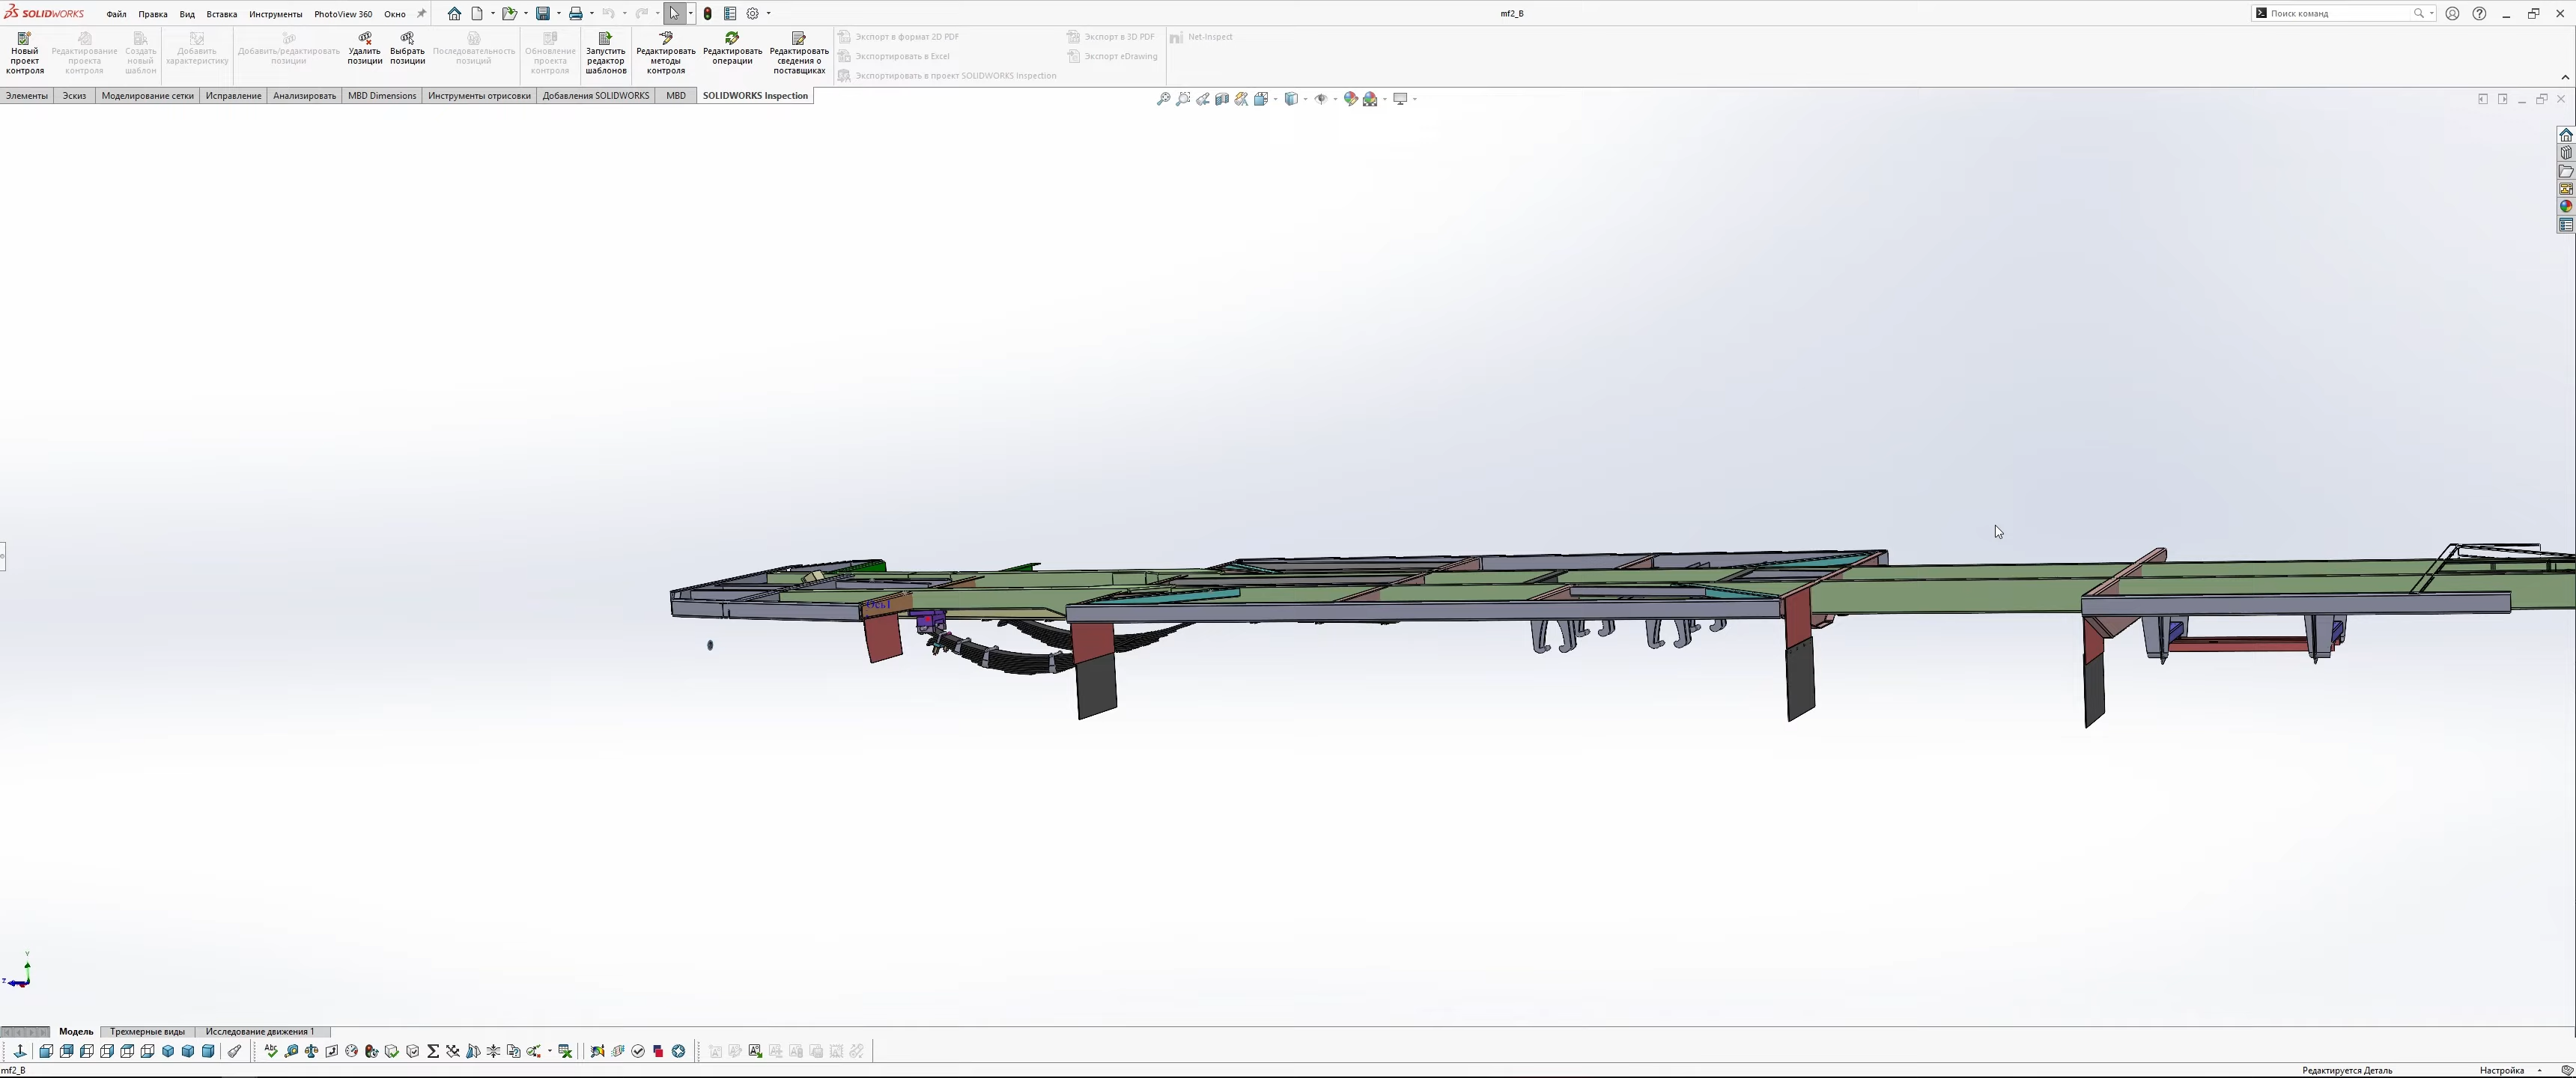 SOLIDWORKS Файл Правка Вид Вставка Инструменты PhotoView 360 Окно mf2_B Поиск команд
Новый проект контроля
Редактирование проекта контроля
Создать новый шаблон
Добавить характеристику
Добавить/редактировать позиции
Удалить позиции
Выбрать позиции
Последовательность позиций
Обновление проекта контроля
Запустить редактор шаблонов
Редактировать методы контроля
Редактировать операции
Редактировать сведения о поставщиках
Экспорт в формат 2D PDF
Экспортировать в Excel
Экспортировать в проект SOLIDWORKS Inspection
Экспорт в 3D PDF
Экспорт eDrawing
Net-Inspect
Элементы Эскиз Моделирование сетки Исправление Анализировать MBD Dimensions Инструменты отрисовки Добавления SOLIDWORKS MBD SOLIDWORKS Inspection
Ось1
Y
Z
Модель Трехмерные виды Исследование движения 1
mf2_B Редактируется Деталь Настройка